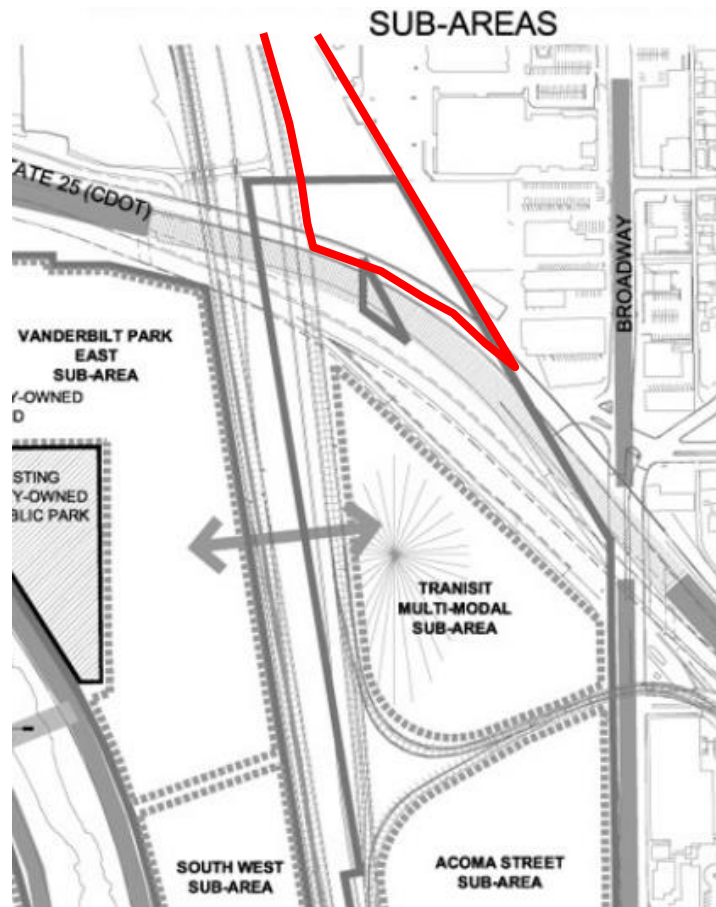 SUB-AREAS
TATE 25 (CDOT)
BROADWAY
VANDERBILT PARK
EAST
SUB-AREA
Y-OWNED
D
STING
Y-OWNED
BLIC PARK
TRANISIT
MULTI-MODAL
SUB-AREA
SOUTH WEST
SUB-AREA
ACOMA STREET
SUB-AREA